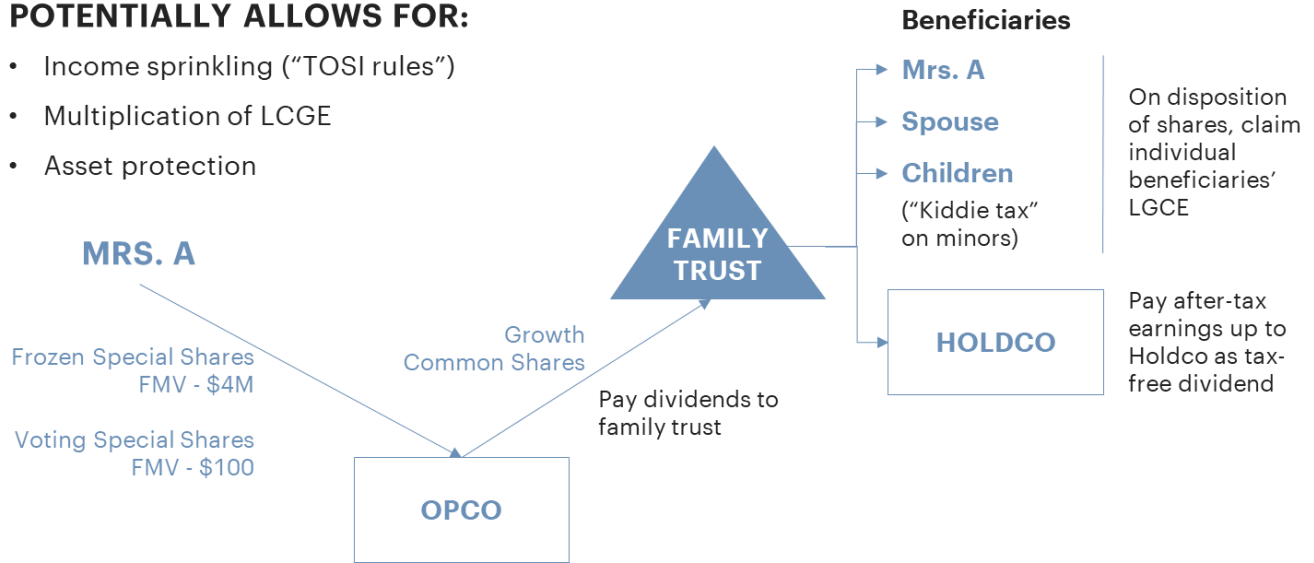 POTENTIALLY ALLOWS FOR:
• Income sprinkling (“TOSI rules”)
• Multiplication of LCGE
• Asset protection
MRS. A
Frozen Special Shares
FMV - $4M
Voting Special Shares
FMV - $100
OPCO
Growth
Common Shares
Pay dividends to
family trust
FAMILY
TRUST
Beneficiaries
Mrs. A
Spouse
Children
(“Kiddie tax”
on minors)
On disposition
of shares, claim
individual
beneficiaries’
LGCE
HOLDCO
Pay after-tax
earnings up to
Holdco as tax-
free dividend